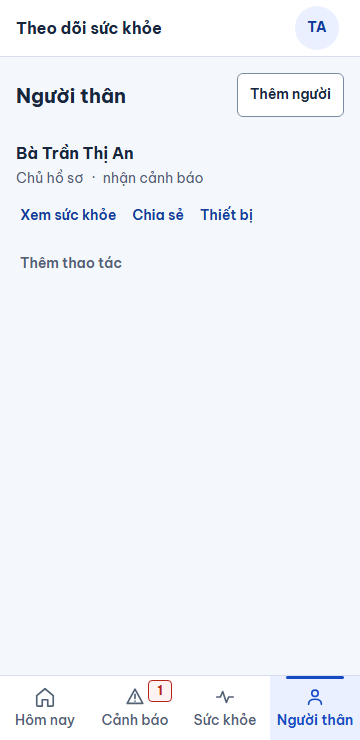 Theo dõi sức khỏe
TA
Người thân
Thêm người
Bà Trần Thị An
Chủ hồ sơ · nhận cảnh báo
Xem sức khỏe Chia sẻ Thiết bị
Thêm thao tác
1
Hôm nay Cảnh báo Sức khỏe Người thân